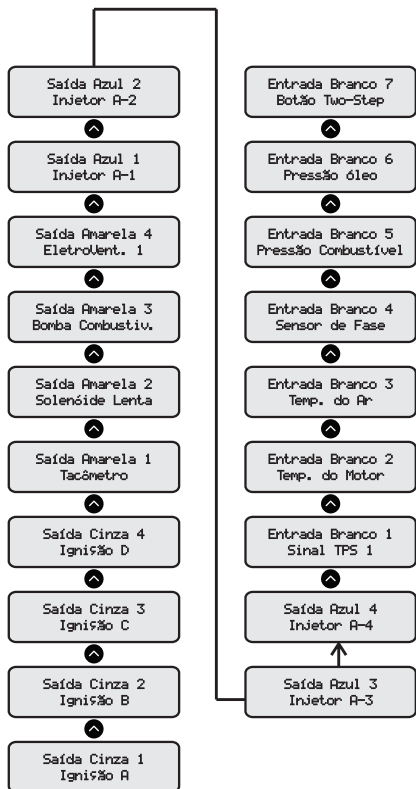 Saída Azul 2
Injetor A-2
Saída Azul 1
Injetor A-1
Saída Amarela 4
EletroVent. 1
Saída Amarela 3
Bomba Combustiv.
Saída Amarela 2
Solenóide Lenta
Saída Amarela 1
Tacômetro
Saída Cinza 4
Ignição D
Saída Cinza 3
Ignição C
Saída Cinza 2
Ignição B
Saída Cinza 1
Ignição A
Entrada Branco 7
Botão Two-Step
Entrada Branco 6
Pressão óleo
Entrada Branco 5
Pressão Combustível
Entrada Branco 4
Sensor de Fase
Entrada Branco 3
Temp. do Ar
Entrada Branco 2
Temp. do Motor
Entrada Branco 1
Sinal TPS 1
Saída Azul 4
Injetor A-4
Saída Azul 3
Injetor A-3